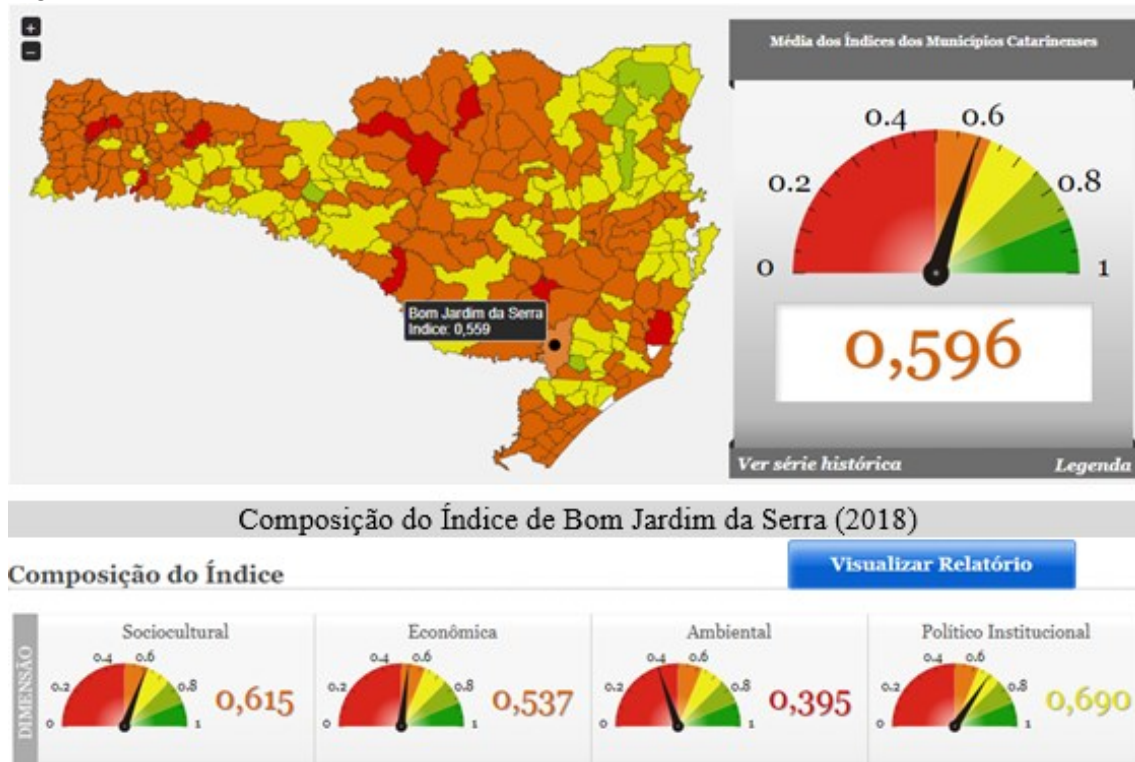 +
-
Média dos Índices dos Municípios Catarinenses
0.4 0.6
0.2 0.8
0 1
Bom Jardim da Serra
Indice: 0,559
0,596
Ver série histórica Legenda
Composição do Índice de Bom Jardim da Serra (2018)
Composição do Índice
Visualizar Relatório
DIMENSÃO
Sociocultural
0.4 0.6
0.2 0.8
0 1
0,615
Econômica
0.4 0.6
0.2 0.8
0 1
0,537
Ambiental
0.4 0.6
0.2 0.8
0 1
0,395
Político Institucional
0.4 0.6
0.2 0.8
0 1
0,690